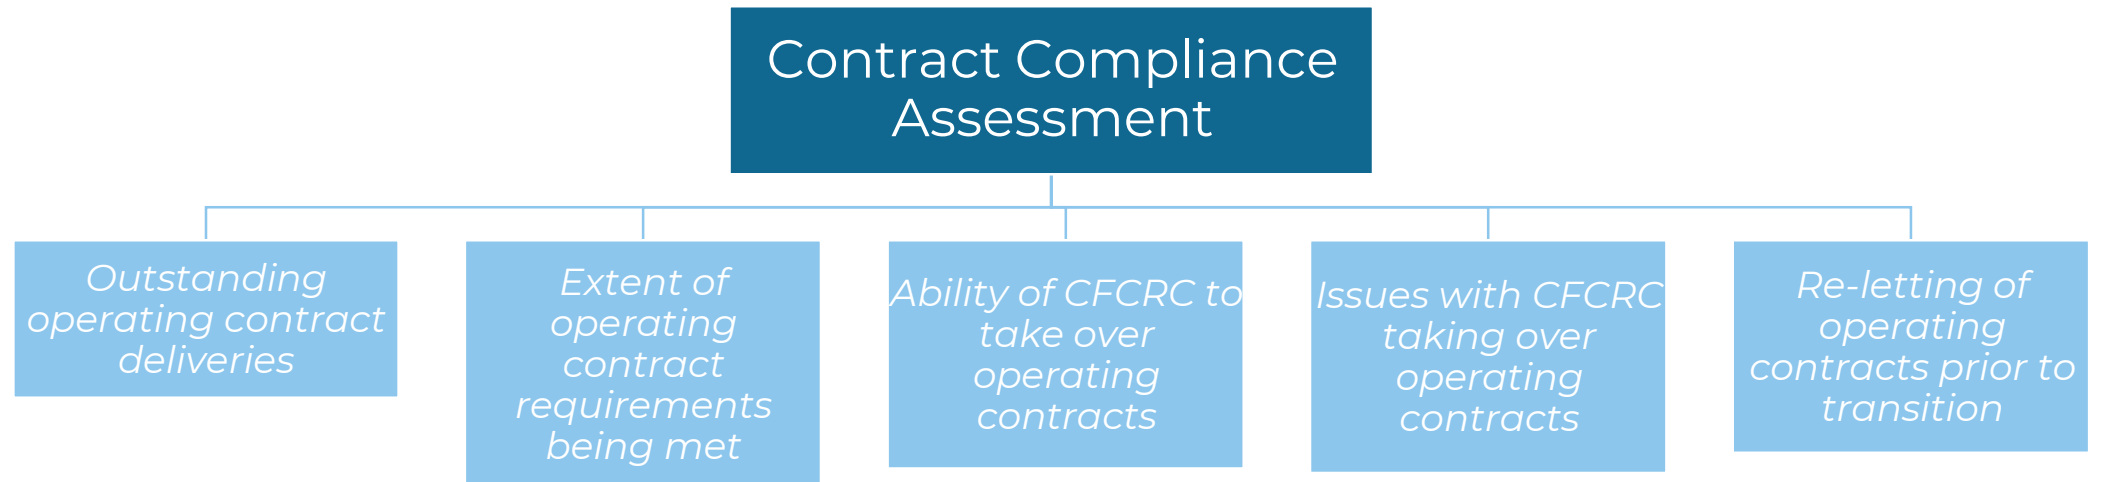 Contract Compliance
Assessment
Outstanding
operating contract
deliveries
Extent of
operating
contract
requirements
being met
Ability of CFCRC to
take over
operating
contracts
Issues with CFCRC
taking over
operating
contracts
Re-letting of
operating
contracts prior to
transition